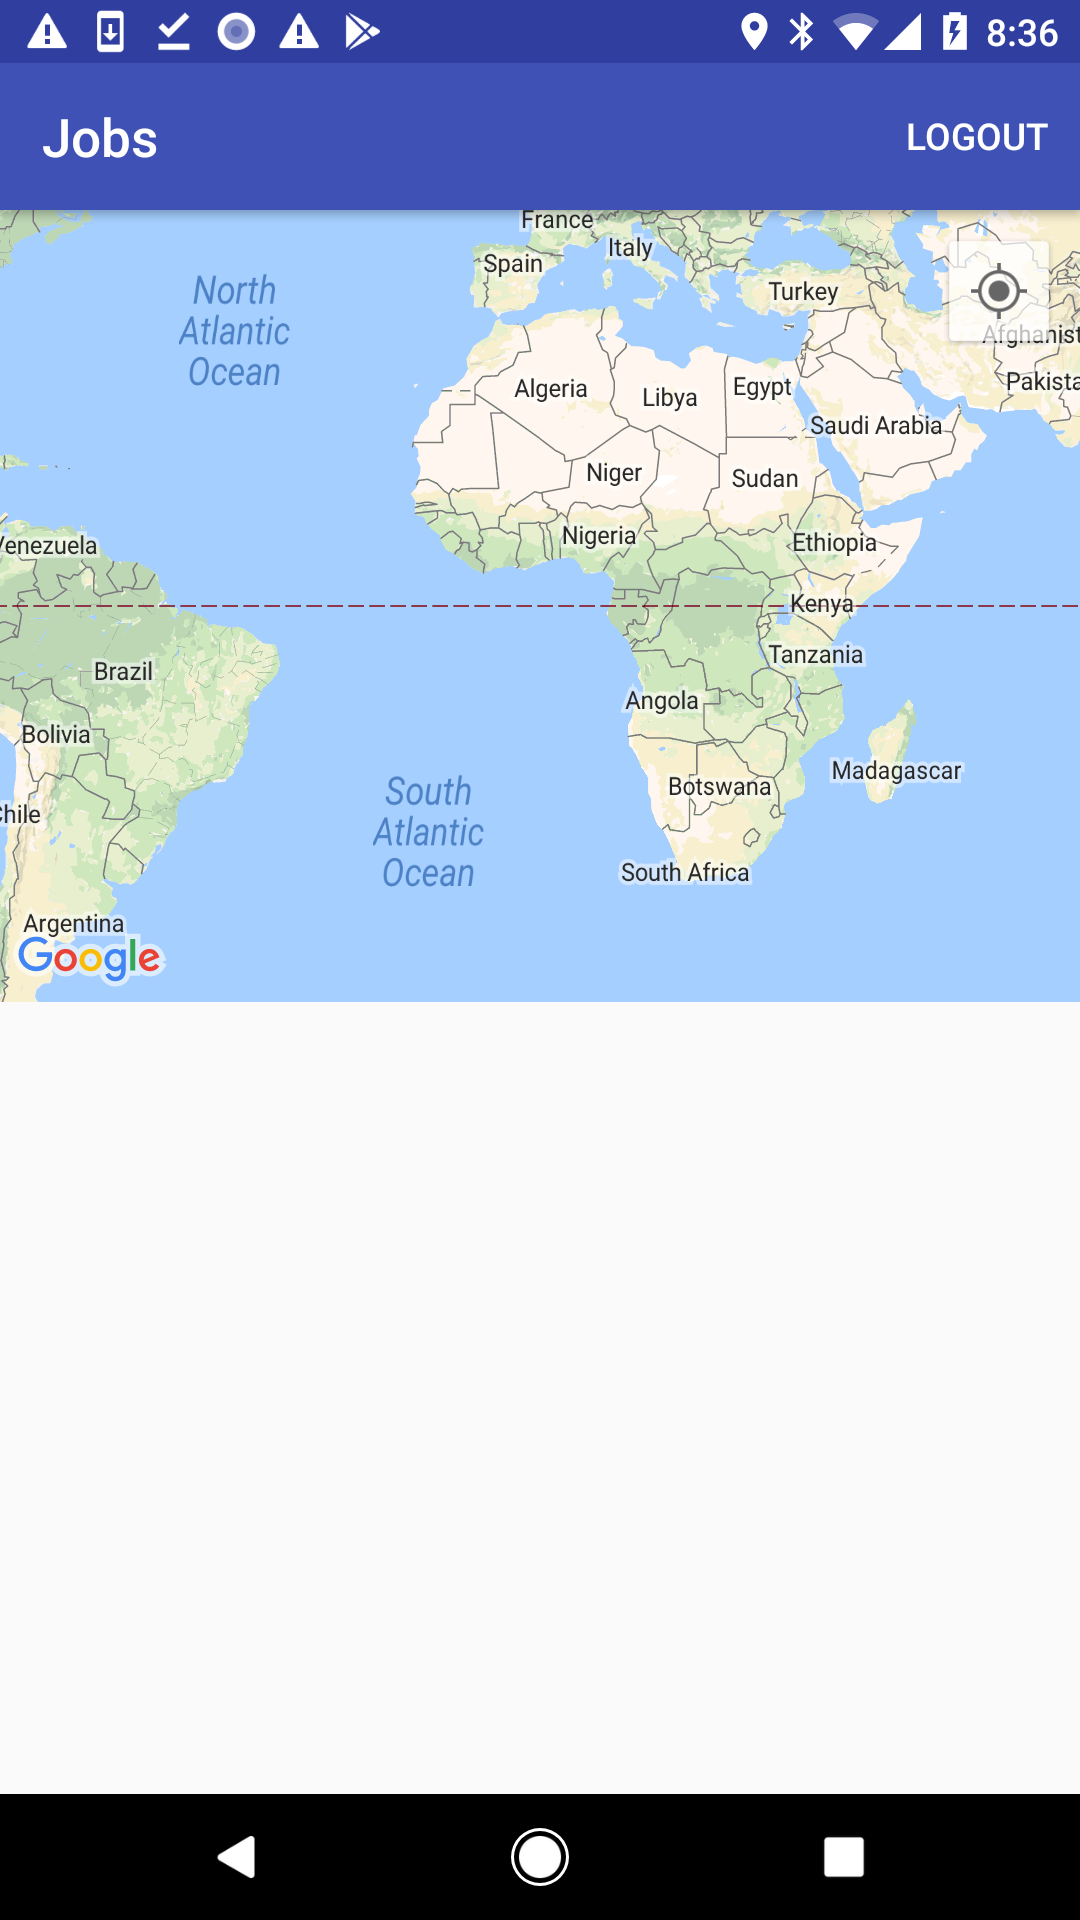 8:36
Jobs
LOGOUT
France
Italy
Spain
Turkey
North
Atlantic
Ocean
Afghanist
Pakista
Algeria
Libya
Egypt
Saudi Arabia
Niger
Sudan
Nigeria
Ethiopia
Venezuela
Kenya
Tanzania
Brazil
Angola
Bolivia
Madagascar
Botswana
South
Atlantic
Ocean
Chile
South Africa
Argentina
Google